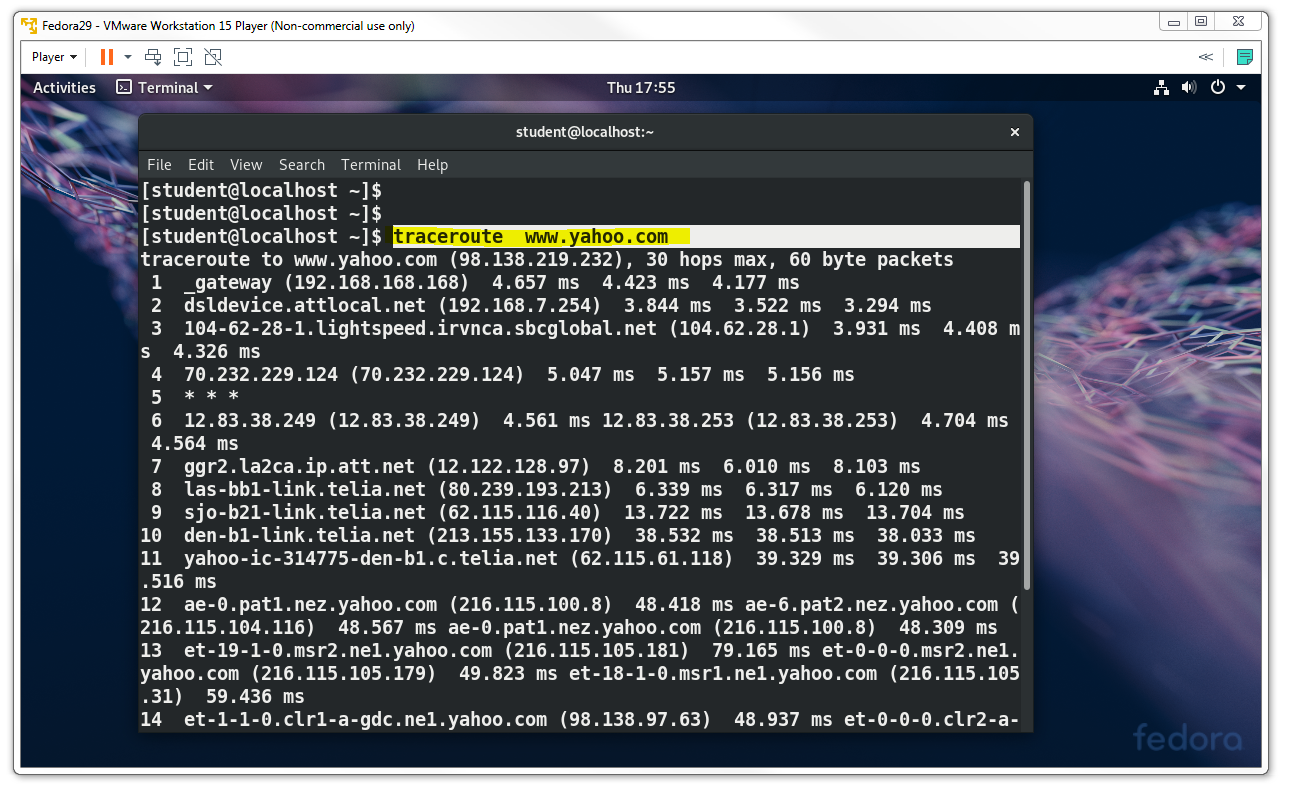 Fedora29 - VMware Workstation 15 Player (Non-commercial use only)
Player
Activities Terminal Thu 17:55
student@localhost:~
File Edit View Search Terminal Help
[student@localhost ~]$
[student@localhost ~]$
[student@localhost ~]$ traceroute  www.yahoo.com
traceroute to www.yahoo.com (98.138.219.232), 30 hops max, 60 byte packets
 1  _gateway (192.168.168.168)  4.657 ms  4.423 ms  4.177 ms
 2  dsldevice.attlocal.net (192.168.7.254)  3.844 ms  3.522 ms  3.294 ms
 3  104-62-28-1.lightspeed.irvnca.sbcglobal.net (104.62.28.1)  3.931 ms  4.408 m
s  4.326 ms
 4  70.232.229.124 (70.232.229.124)  5.047 ms  5.157 ms  5.156 ms
 5  * * *
 6  12.83.38.249 (12.83.38.249)  4.561 ms 12.83.38.253 (12.83.38.253)  4.704 ms
 4.564 ms
 7  ggr2.la2ca.ip.att.net (12.122.128.97)  8.201 ms  6.010 ms  8.103 ms
 8  las-bb1-link.telia.net (80.239.193.213)  6.339 ms  6.317 ms  6.120 ms
 9  sjo-b21-link.telia.net (62.115.116.40)  13.722 ms  13.678 ms  13.704 ms
10  den-b1-link.telia.net (213.155.133.170)  38.532 ms  38.513 ms  38.033 ms
11  yahoo-ic-314775-den-b1.c.telia.net (62.115.61.118)  39.329 ms  39.306 ms  39
.516 ms
12  ae-0.pat1.nez.yahoo.com (216.115.100.8)  48.418 ms ae-6.pat2.nez.yahoo.com (
216.115.104.116)  48.567 ms ae-0.pat1.nez.yahoo.com (216.115.100.8)  48.309 ms
13  et-19-1-0.msr2.ne1.yahoo.com (216.115.105.181)  79.165 ms et-0-0-0.msr2.ne1.
yahoo.com (216.115.105.179)  49.823 ms et-18-1-0.msr1.ne1.yahoo.com (216.115.105
.31)  59.436 ms
14  et-1-1-0.clr1-a-gdc.ne1.yahoo.com (98.138.97.63)  48.937 ms et-0-0-0.clr2-a-
fedora